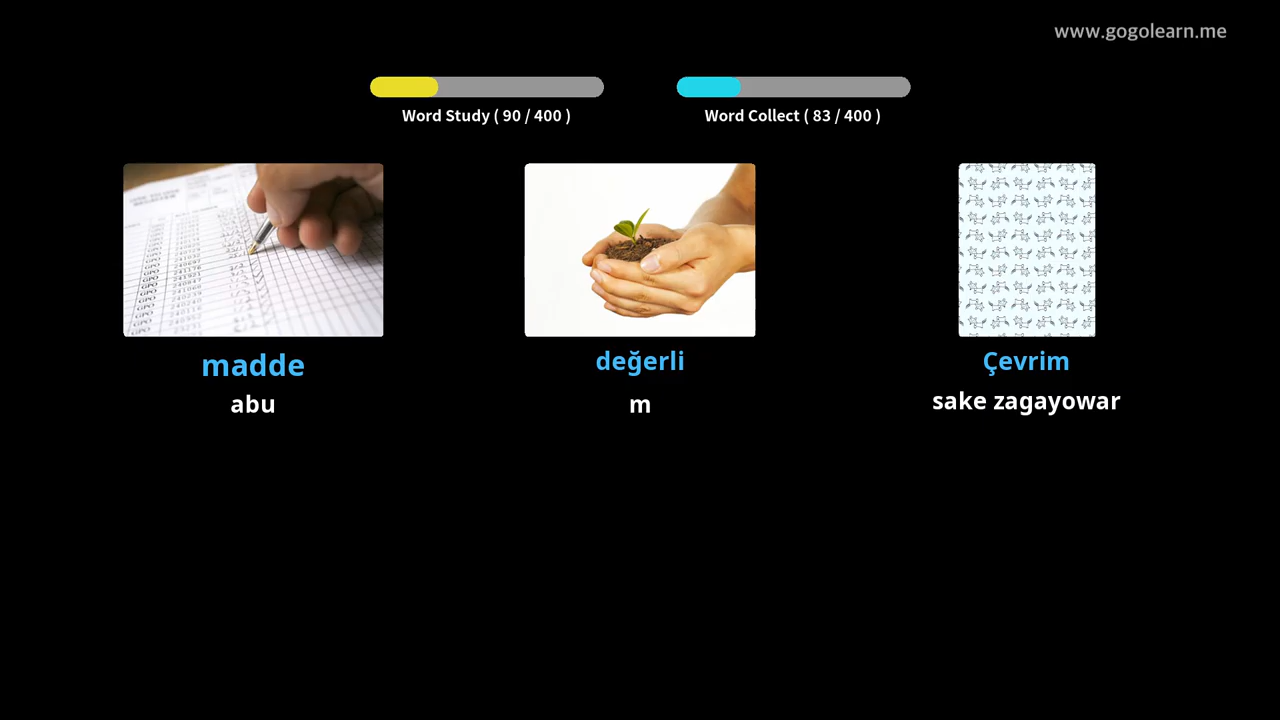 www.gogolearn.me
Word Study ( 90 / 400 )
Word Collect ( 83 / 400 )
madde
değerli
Çevrim
abu
m
sake zagayowar